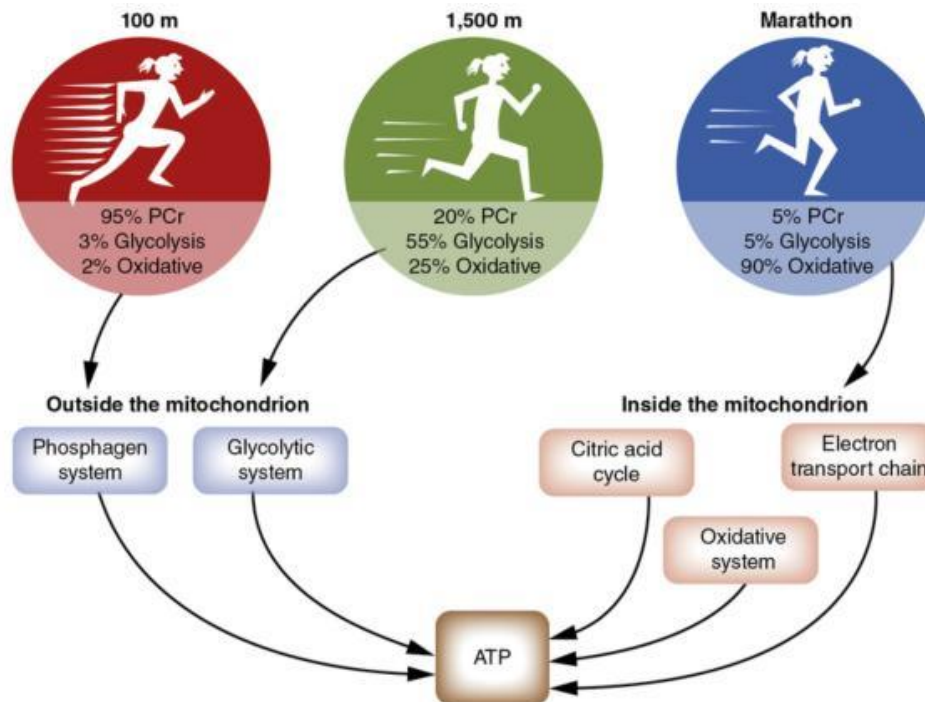 100 m
1,500 m
Marathon
95% PCr
3% Glycolysis
2% Oxidative
20% PCr
55% Glycolysis
25% Oxidative
5% PCr
5% Glycolysis
90% Oxidative
Outside the mitochondrion
Inside the mitochondrion
Phosphagen
system
Glycolytic
system
Citric acid
cycle
Electron
transport chain
Oxidative
system
ATP